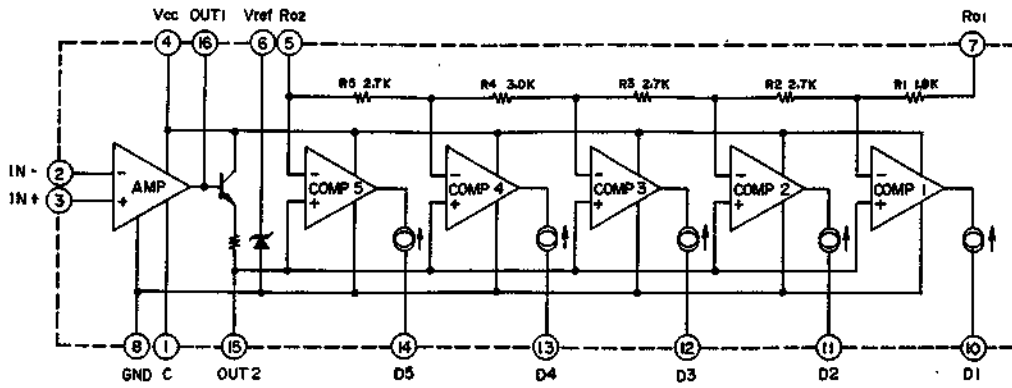 Vcc OUT1 Vref Ro2 Ro1
4 16 6 5 7
R5 2.7K R4 3.0K R3 2.7K R2 2.7K R1 1.8K
IN- 2
IN+ 3
- AMP +
- COMP 5 +
- COMP 4 +
- COMP 3 +
- COMP 2 +
- COMP 1 +
8 1 15 14 13 12 11 10
GND C OUT2 D5 D4 D3 D2 D1